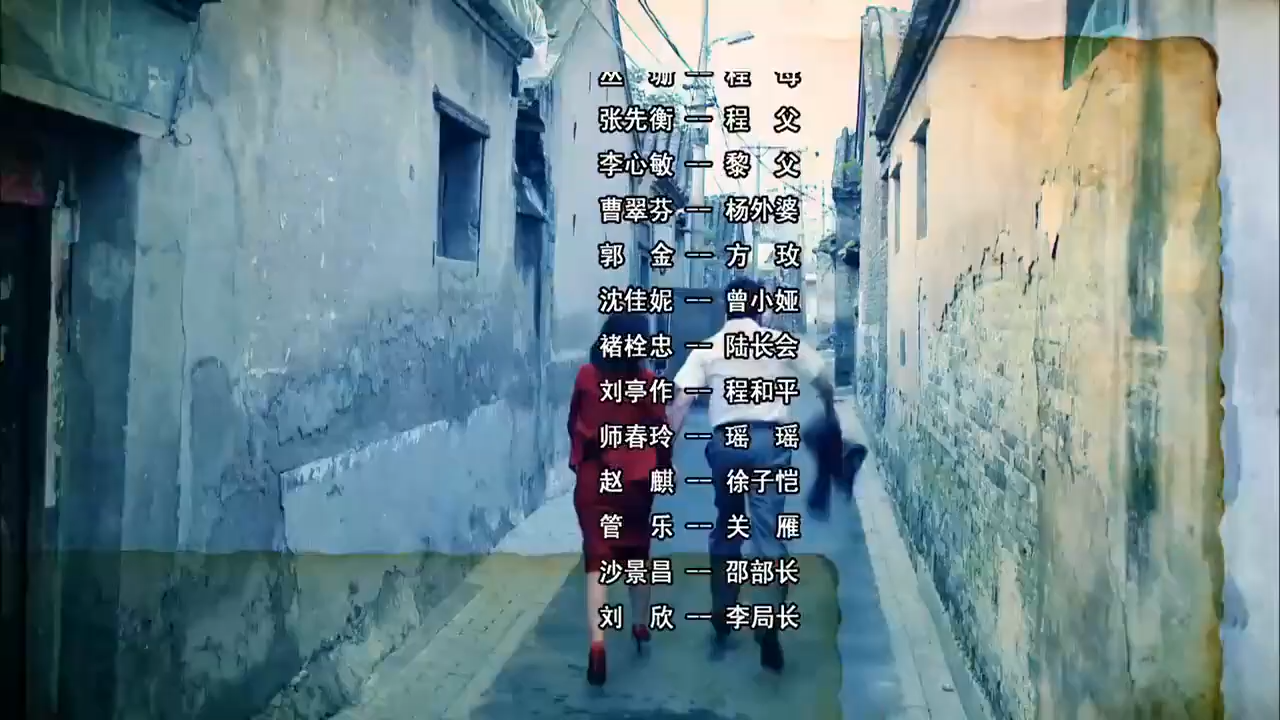 张先衡 -- 程 父
李心敏 -- 黎 父
曹翠芬 -- 杨外婆
郭 金 -- 方 玫
沈佳妮 -- 曾小娅
褚栓忠 -- 陆长会
刘亭作 -- 程和平
师春玲 -- 瑶 瑶
赵 麒 -- 徐子恺
管 乐 -- 关 雁
沙景昌 -- 邵部长
刘 欣 -- 李局长